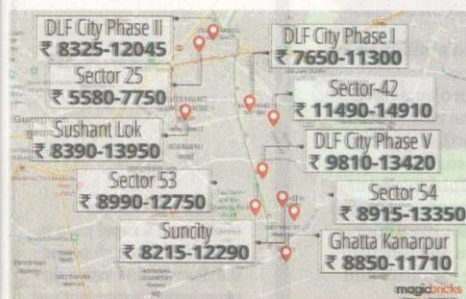 DLF City Phase II
₹ 8325-12045
DLF City Phase I
₹ 7650-11300
Sector 25
₹ 5580-7750
Sector-42
₹ 11490-14910
Sushant Lok
₹ 8390-13950
DLF City Phase V
₹ 9810-13420
Sector 53
₹ 8990-12750
Sector 54
₹ 8915-13350
Suncity
₹ 8215-12290
Ghatta Kanarpur
₹ 8850-11710
magicbricks